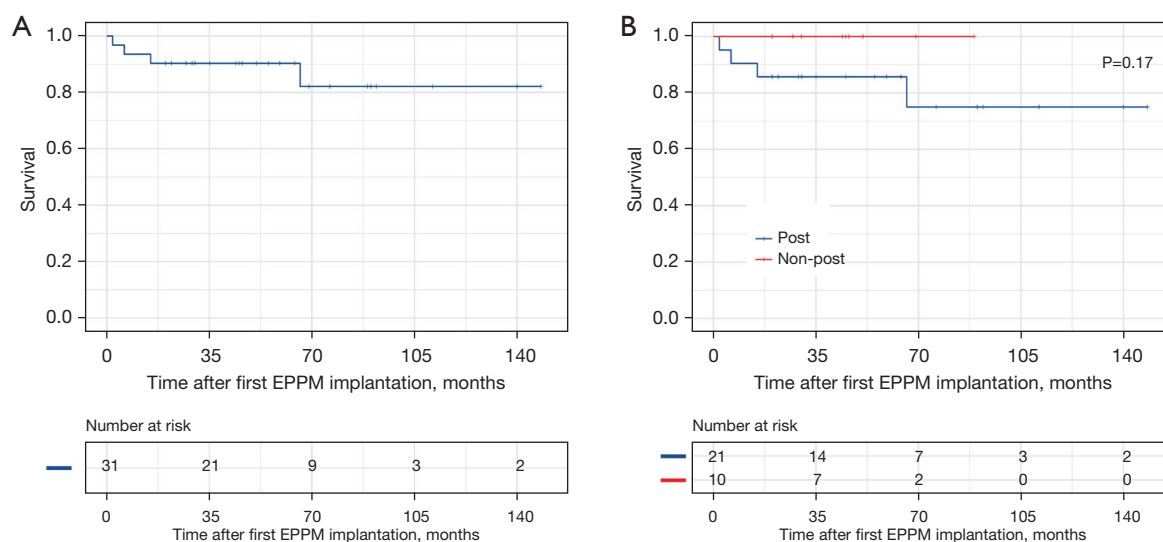 A
1.0
0.8
0.6
0.4
0.2
0.0
Survival
0 35 70 105 140
Time after first EPPM implantation, months
Number at risk
31 21 9 3 2
0 35 70 105 140
Time after first EPPM implantation, months
B
1.0
0.8
0.6
0.4
0.2
0.0
Survival
P=0.17
Post
Non-post
0 35 70 105 140
Time after first EPPM implantation, months
Number at risk
21 14 7 3 2
10 7 2 0 0
0 35 70 105 140
Time after first EPPM implantation, months